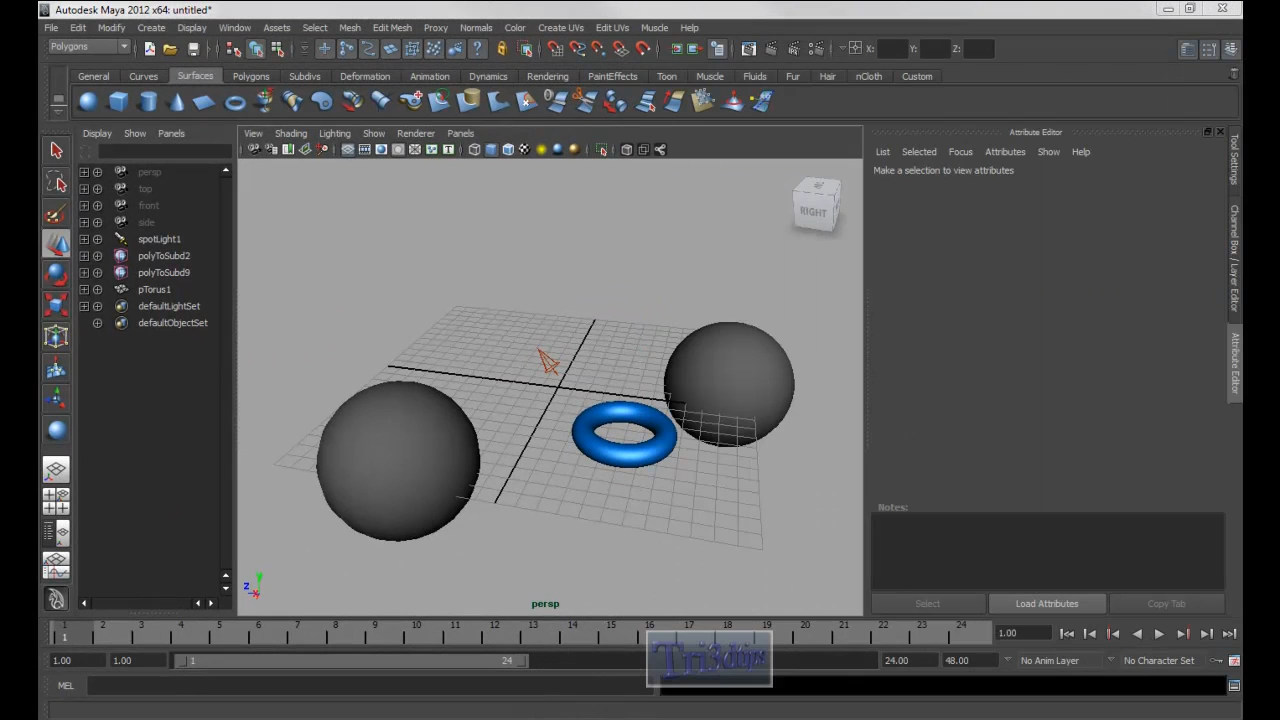 Autodesk Maya 2012 x64: untitled*
File Edit Modify Create Display Window Assets Select Mesh Edit Mesh Proxy Normals Color Create UVs Edit UVs Muscle Help
Polygons X: Y: Z:
General Curves Surfaces Polygons Subdivs Deformation Animation Dynamics Rendering PaintEffects Toon Muscle Fluids Fur Hair nCloth Custom
Display Show Panels
persp
top
front
side
spotLight1
polyToSubd2
polyToSubd9
pTorus1
defaultLightSet
defaultObjectSet
View Shading Lighting Show Renderer Panels
RIGHT
z y x
persp
Attribute Editor
List Selected Focus Attributes Show Help
Make a selection to view attributes
Notes:
Select Load Attributes Copy Tab
Tool Settings
Channel Box / Layer Editor
Attribute Editor
1 2 3 4 5 6 7 8 9 10 11 12 13 14 15 16 17 18 19 20 21 22 23 24
1
1.00
1.00 1.00 1 24 24.00 48.00 No Anim Layer No Character Set
MEL